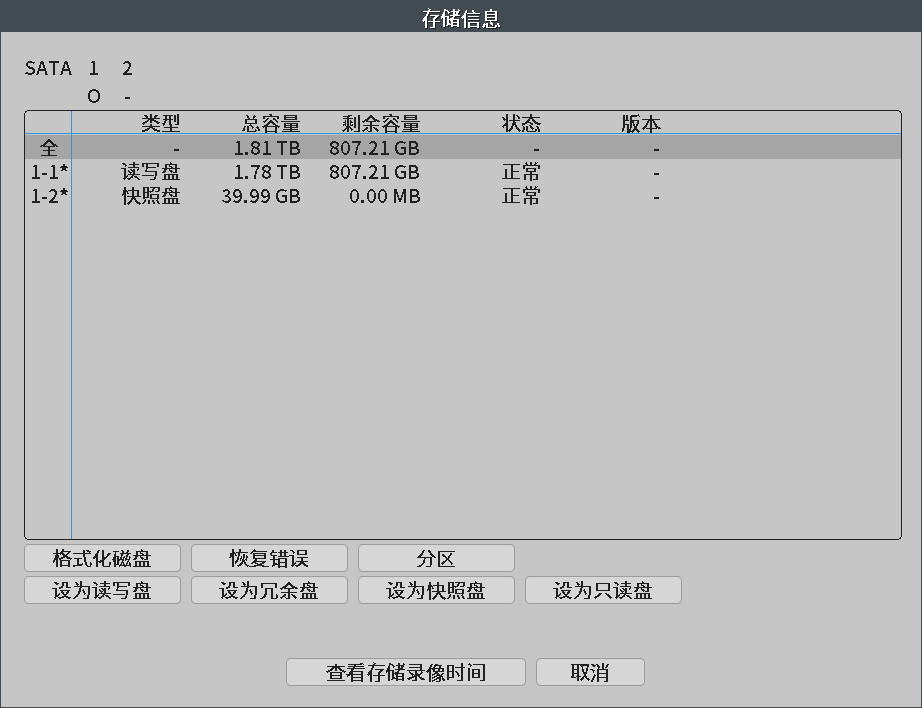 存储信息
SATA 1 2
O -
类型 总容量 剩余容量 状态 版本
全 - 1.81 TB 807.21 GB - -
1-1* 读写盘 1.78 TB 807.21 GB 正常 -
1-2* 快照盘 39.99 GB 0.00 MB 正常 -
格式化磁盘 恢复错误 分区
设为读写盘 设为冗余盘 设为快照盘 设为只读盘
查看存储录像时间 取消